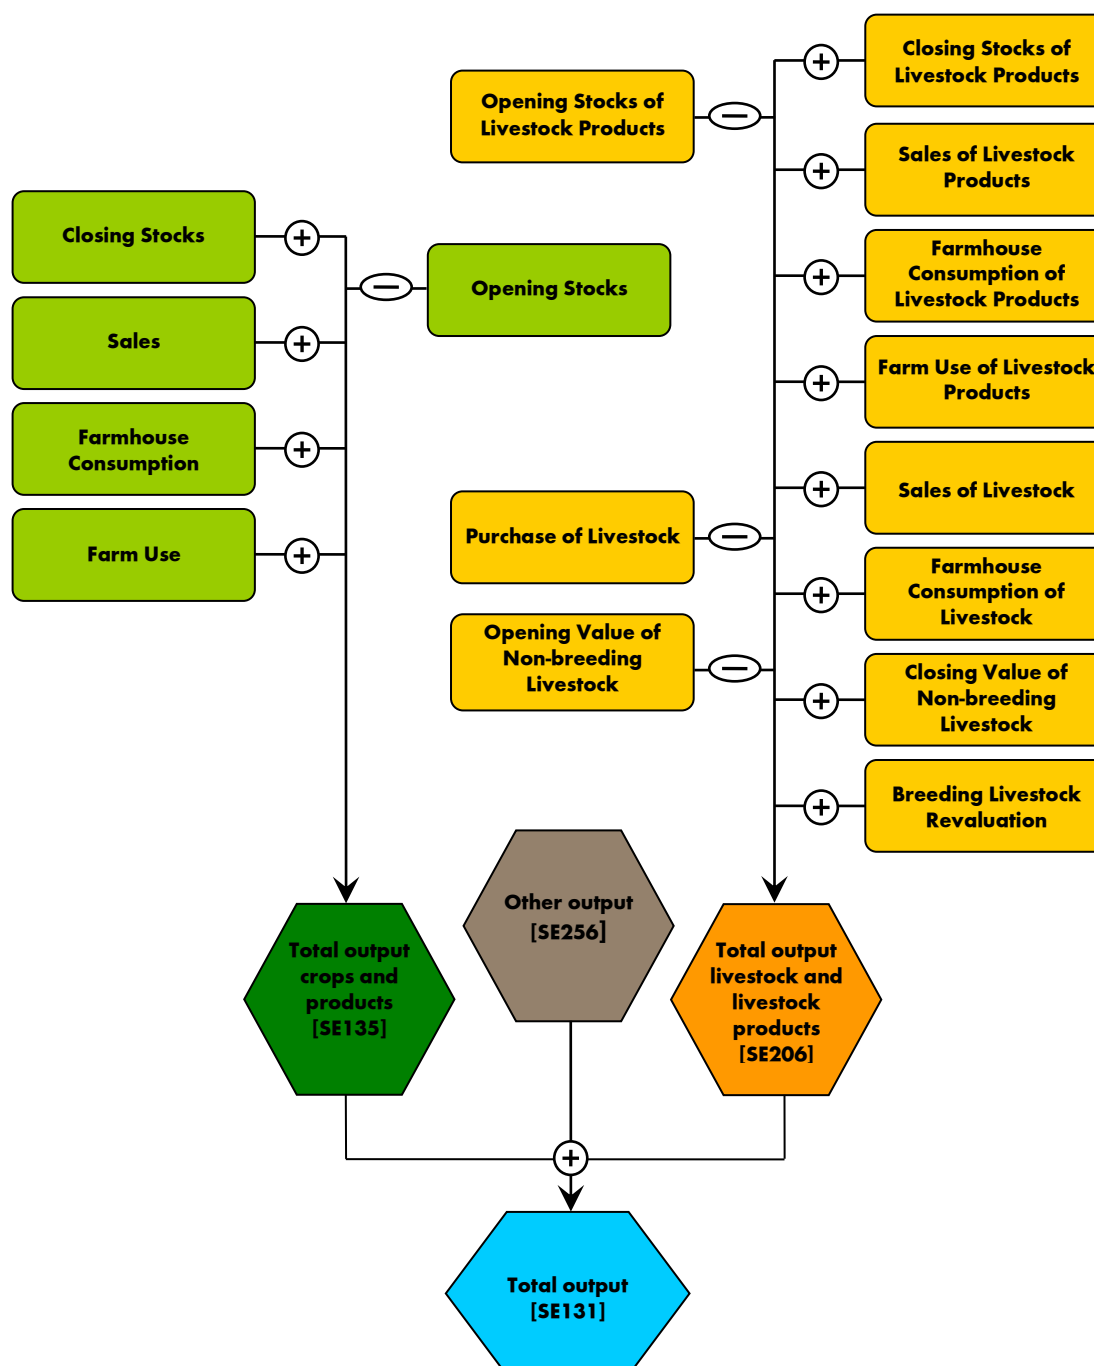 Closing Stocks of
Livestock Products
Opening Stocks of
Livestock Products
Sales of Livestock
Products
Closing Stocks
Farmhouse
Consumption of
Livestock Products
Opening Stocks
Sales
Farm Use of Livestock
Products
Farmhouse
Consumption
Sales of Livestock
Purchase of Livestock
Farm Use
Farmhouse
Consumption of
Livestock
Opening Value of
Non-breeding
Livestock
Closing Value of
Non-breeding
Livestock
Breeding Livestock
Revaluation
Other output
[SE256]
Total output
crops and
products
[SE135]
Total output
livestock and
livestock
products
[SE206]
Total output
[SE131]